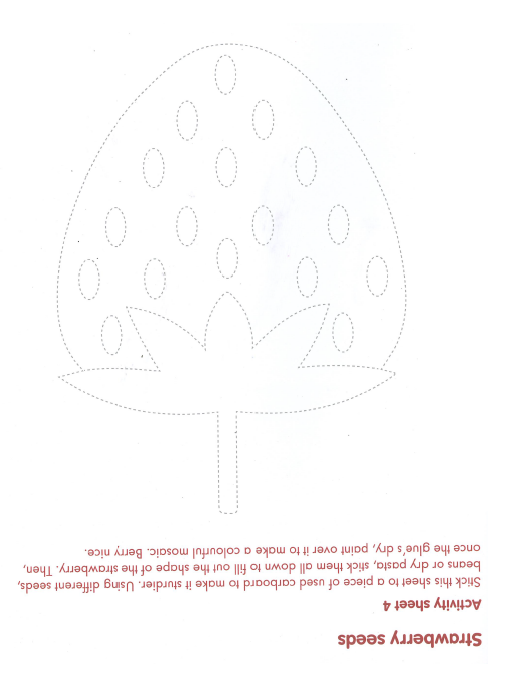 Strawberry seeds
Activity sheet 4
Stick this sheet to a piece of used carboard to make it sturdier. Using different seeds,
beans or dry pasta, stick them all down to fill out the shape of the strawberry. Then,
once the glue's dry, paint over it to make a colourful mosaic. Berry nice.